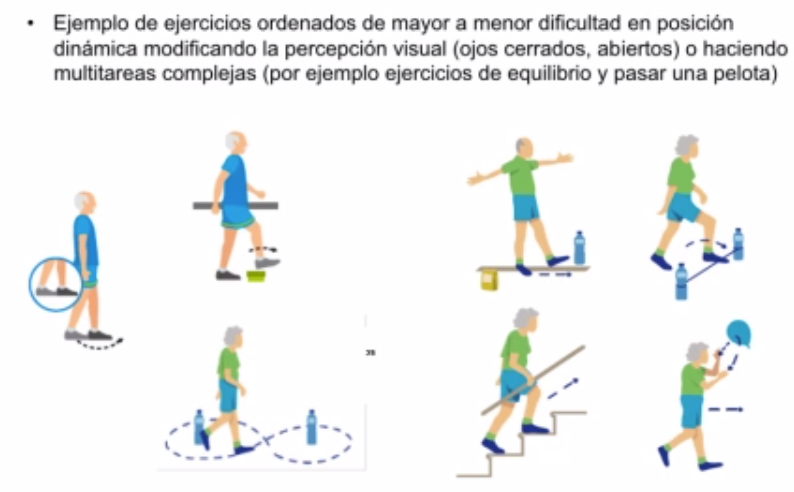 • Ejemplo de ejercicios ordenados de mayor a menor dificultad en posición
dinámica modificando la percepción visual (ojos cerrados, abiertos) o haciendo
multitareas complejas (por ejemplo ejercicios de equilibrio y pasar una pelota)